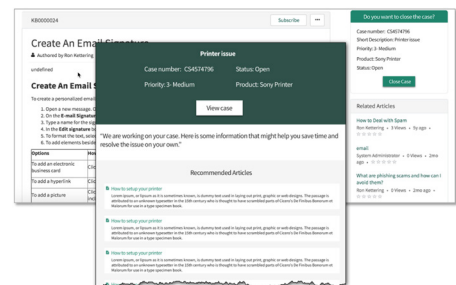 KB0000024
Subscribe
Create An Email Signature
Authored by Ron Kettering
undefined
Create An Email S
To create a personalized emai
1. Open a new message. O
2. On the E-mail Signatur
3. Type a name for the sig
4. In the Edit signature
5. To format the text, selec
6. To add elements beside
Options
To add an electronic
business card
To add a hyperlink
To add a picture
Printer issue
Case number: CS4574796
Status: Open
Priority: 3- Medium
Product: Sony Printer
View case
"We are working on your case. Here is some information that might help you save time and
resolve the issue on your own."
Recommended Articles
How to setup your printer
Lorem ipsum, or lipsum as it is sometimes known, is dummy text used in laying out print, graphic or web designs. The passage is
attributed to an unknown typesetter in the 15th century who is thought to have scrambled parts of Cicero's De Finibus Bonorum et
Malorum for use in a type specimen book.
How to setup your printer
Lorem ipsum, or lipsum as it is sometimes known, is dummy text used in laying out print, graphic or web designs. The passage is
attributed to an unknown typesetter in the 15th century who is thought to have scrambled parts of Cicero's De Finibus Bonorum et
Malorum for use in a type specimen book.
How to setup your printer
Lorem ipsum, or lipsum as it is sometimes known, is dummy text used in laying out print, graphic or web designs. The passage is
attributed to an unknown typesetter in the 15th century who is thought to have scrambled parts of Cicero's De Finibus Bonorum et
Malorum for use in a type specimen book.
Do you want to close the case?
Case number: CS4574796
Short Description: Printer Issue
Priority: 3- Medium
Product: Sony Printer
Status: Open
Close Case
Related Articles
How to Deal with Spam
Ron Kettering • 0 Views • 5y ago •
email
System Administrator • 0 Views • 2mo
ago •
What are phishing scams and how can I
avoid them?
Ron Kettering • 0 Views • 2mo ago •